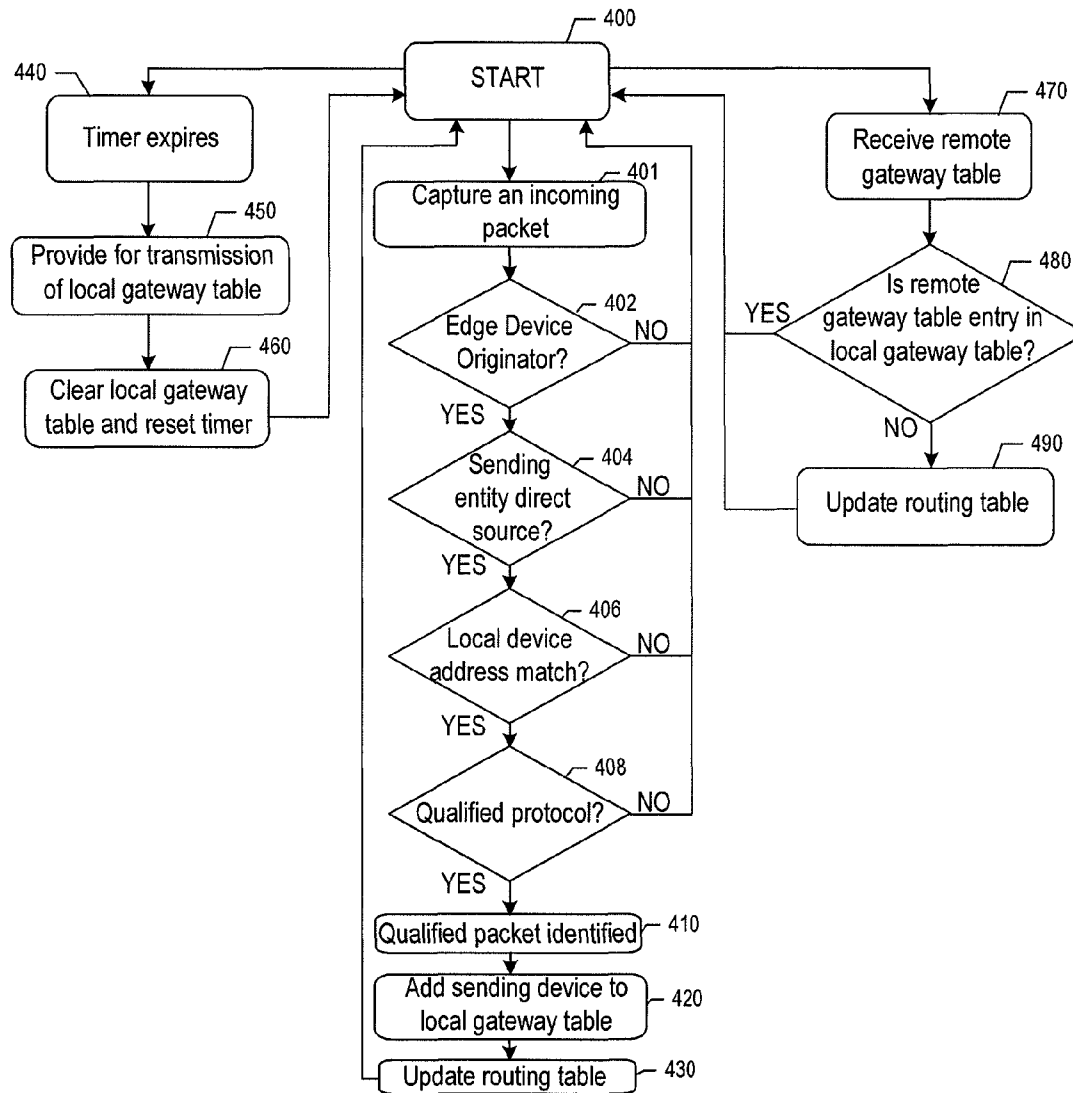 400
START
440
Timer expires
450
Provide for transmission
of local gateway table
460
Clear local gateway
table and reset timer
401
Capture an incoming
packet
402
Edge Device
Originator?
NO
YES
404
Sending
entity direct
source?
NO
YES
406
Local device
address match?
NO
YES
408
Qualified protocol?
NO
YES
Qualified packet identified
410
Add sending device to
local gateway table
420
Update routing table
430
470
Receive remote
gateway table
480
Is remote
gateway table entry in
local gateway table?
YES
NO
490
Update routing table